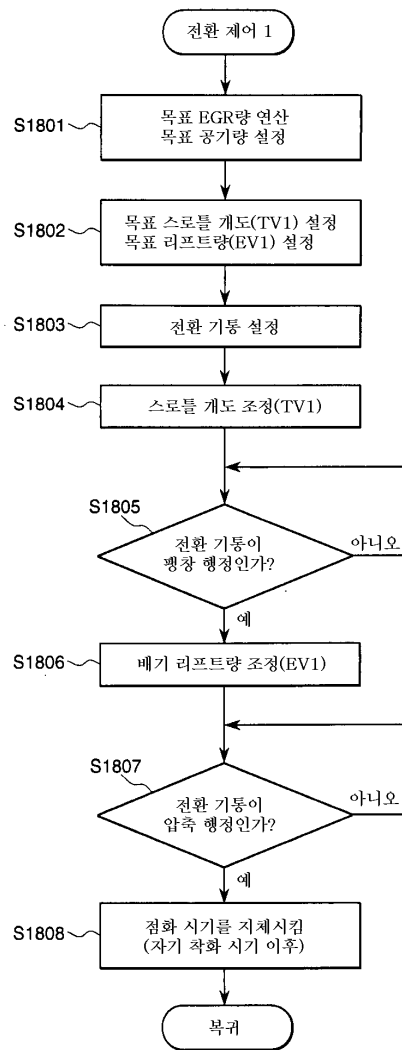 전환 제어 1
S1801
목표 EGR량 연산
목표 공기량 설정
S1802
목표 스로틀 개도(TV1) 설정
목표 리프트량(EV1) 설정
S1803
전환 기통 설정
S1804
스로틀 개도 조정(TV1)
S1805
전환 기통이
팽창 행정인가?
아니오
예
S1806
배기 리프트량 조정(EV1)
S1807
전환 기통이
압축 행정인가?
아니오
예
S1808
점화 시기를 지체시킴
(자기 착화 시기 이후)
복귀